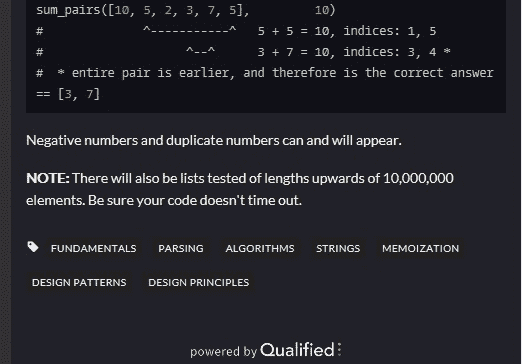 sum_pairs([10, 5, 2, 3, 7, 5],         10)
#              ^-----------^   5 + 5 = 10, indices: 1, 5
#                    ^--^      3 + 7 = 10, indices: 3, 4 *
#  * entire pair is earlier, and therefore is the correct answer
== [3, 7]
Negative numbers and duplicate numbers can and will appear.
NOTE: There will also be lists tested of lengths upwards of 10,000,000
elements. Be sure your code doesn't time out.
FUNDAMENTALS PARSING ALGORITHMS STRINGS MEMOIZATION
DESIGN PATTERNS DESIGN PRINCIPLES
powered by Qualified